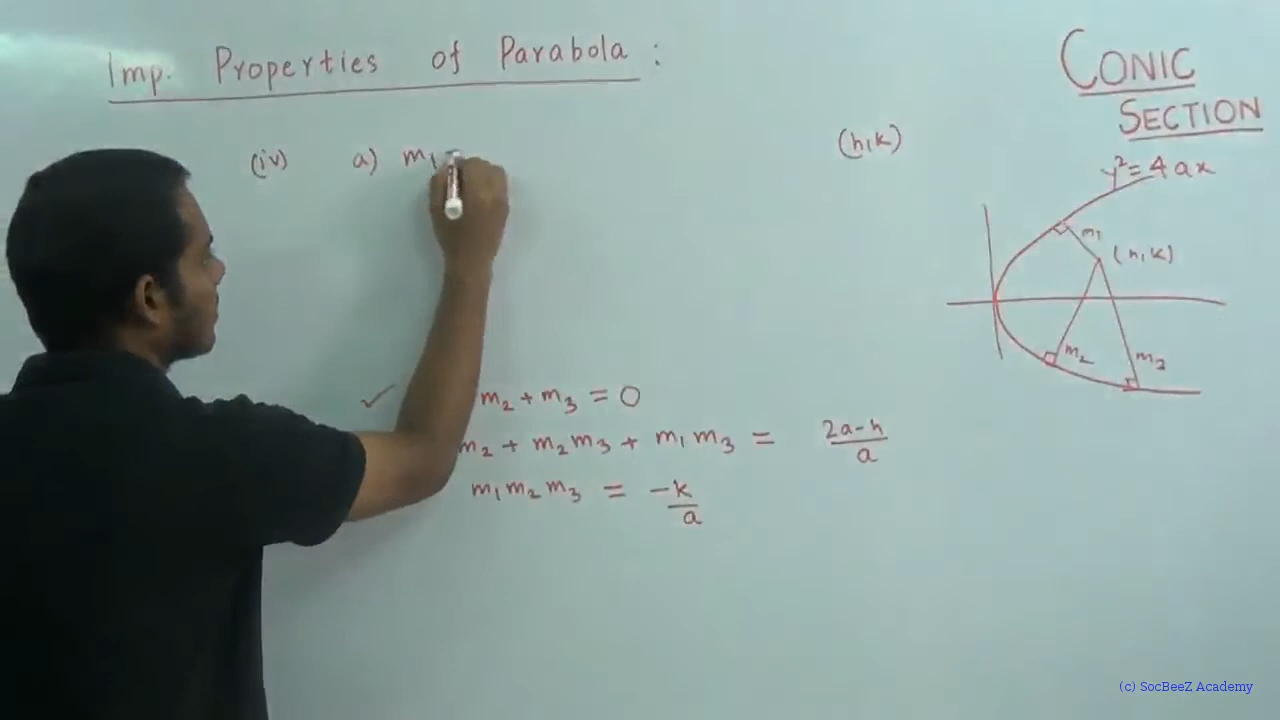 Imp. Properties of Parabola :
CONIC
SECTION
(iv) a) m₁ =
(h,k)
y² = 4ax
m₁
(h,k)
m₂
m₃
✓ m₂ + m₃ = 0
m₂ + m₂m₃ + m₁m₃ = 2a-h/a
m₁m₂m₃ = -k/a
(c) SocBeeZ Academy